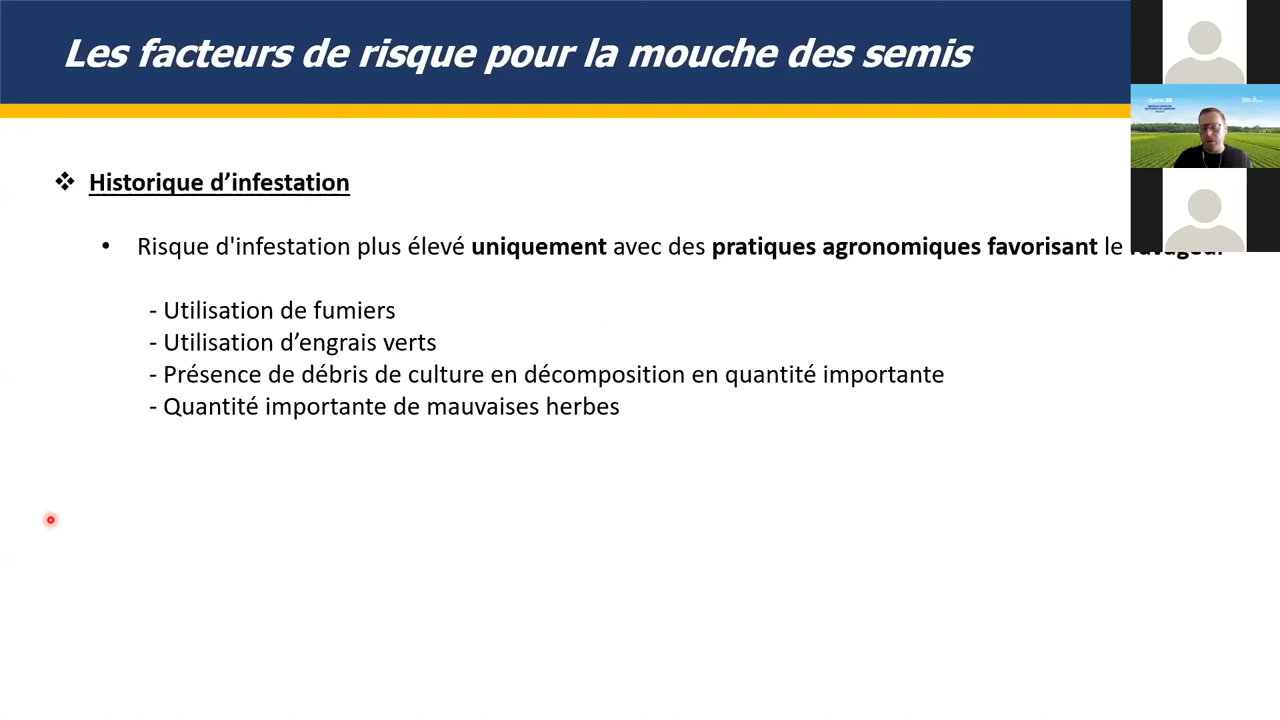 Les facteurs de risque pour la mouche des semis
❖ Historique d’infestation
• Risque d'infestation plus élevé uniquement avec des pratiques agronomiques favorisant le
- Utilisation de fumiers
- Utilisation d’engrais verts
- Présence de débris de culture en décomposition en quantité importante
- Quantité importante de mauvaises herbes
Québec